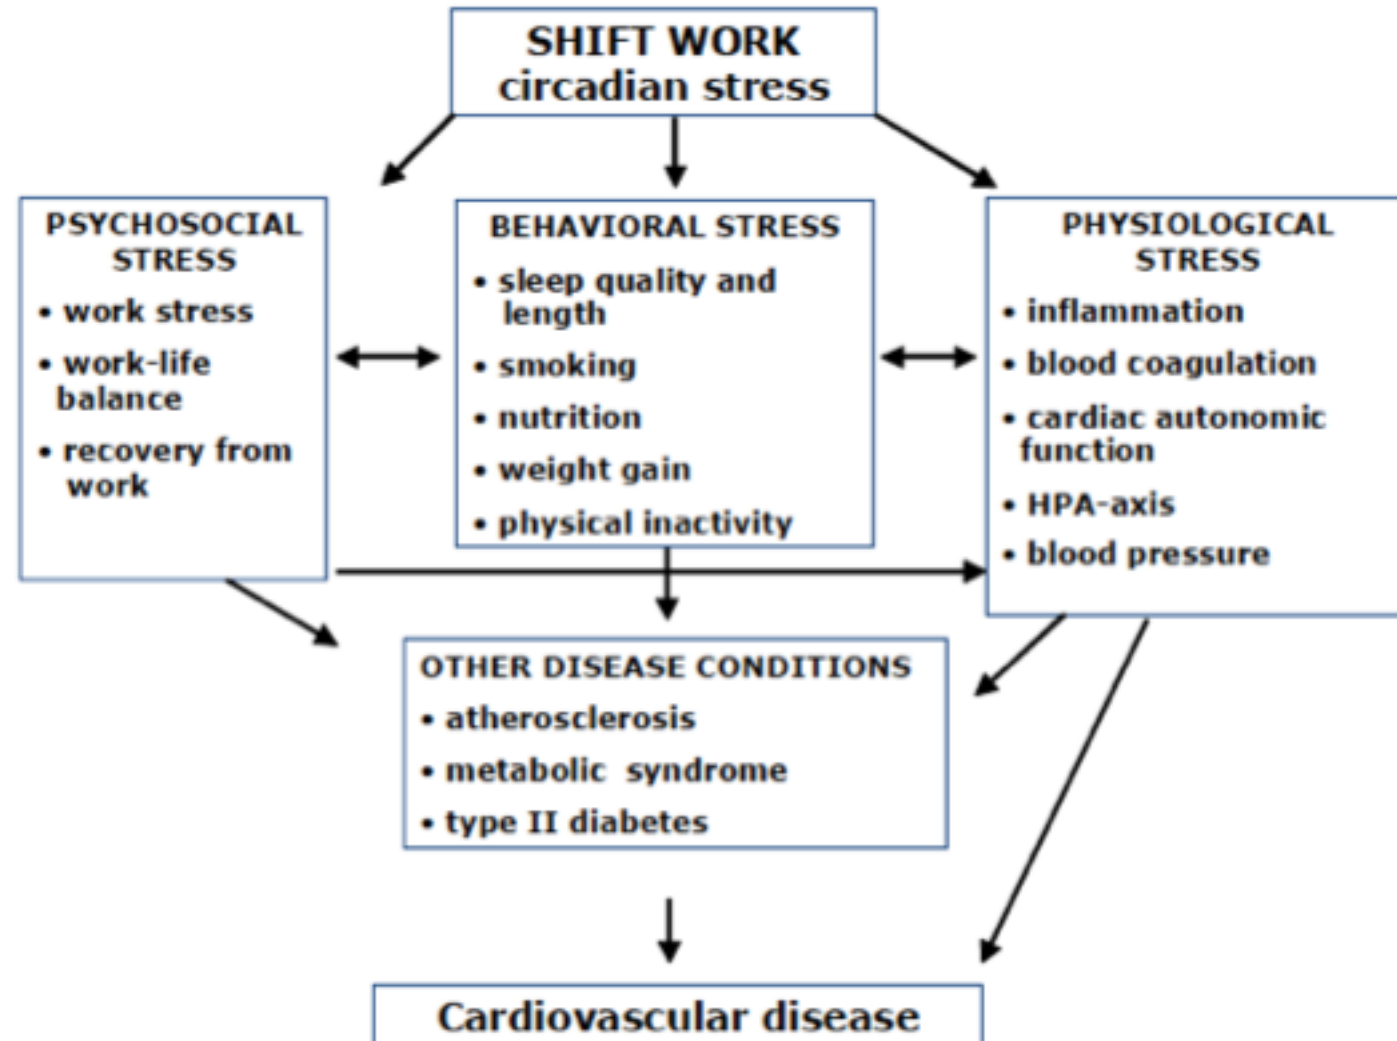 SHIFT WORK
circadian stress
PSYCHOSOCIAL
STRESS
• work stress
• work-life
balance
• recovery from
work
BEHAVIORAL STRESS
• sleep quality and
length
• smoking
• nutrition
• weight gain
• physical inactivity
PHYSIOLOGICAL
STRESS
• inflammation
• blood coagulation
• cardiac autonomic
function
• HPA-axis
• blood pressure
OTHER DISEASE CONDITIONS
• atherosclerosis
• metabolic syndrome
• type II diabetes
Cardiovascular disease